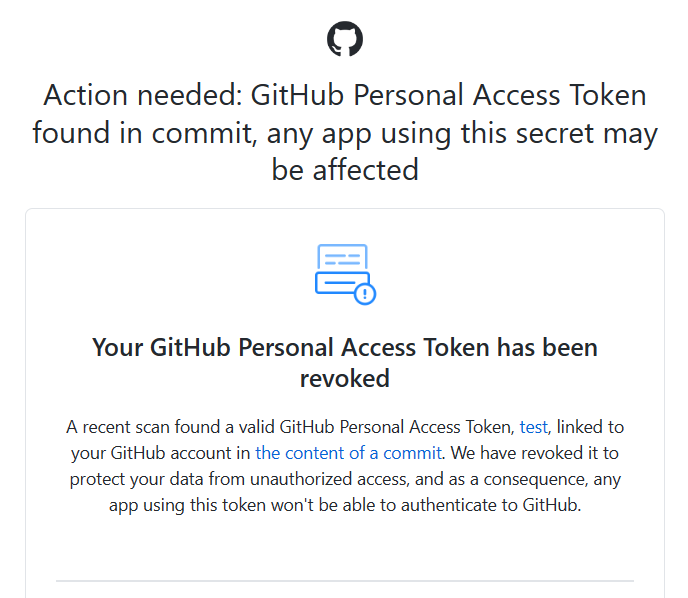 Action needed: GitHub Personal Access Token
found in commit, any app using this secret may
be affected
Your GitHub Personal Access Token has been
revoked
A recent scan found a valid GitHub Personal Access Token, test, linked to
your GitHub account in the content of a commit. We have revoked it to
protect your data from unauthorized access, and as a consequence, any
app using this token won't be able to authenticate to GitHub.